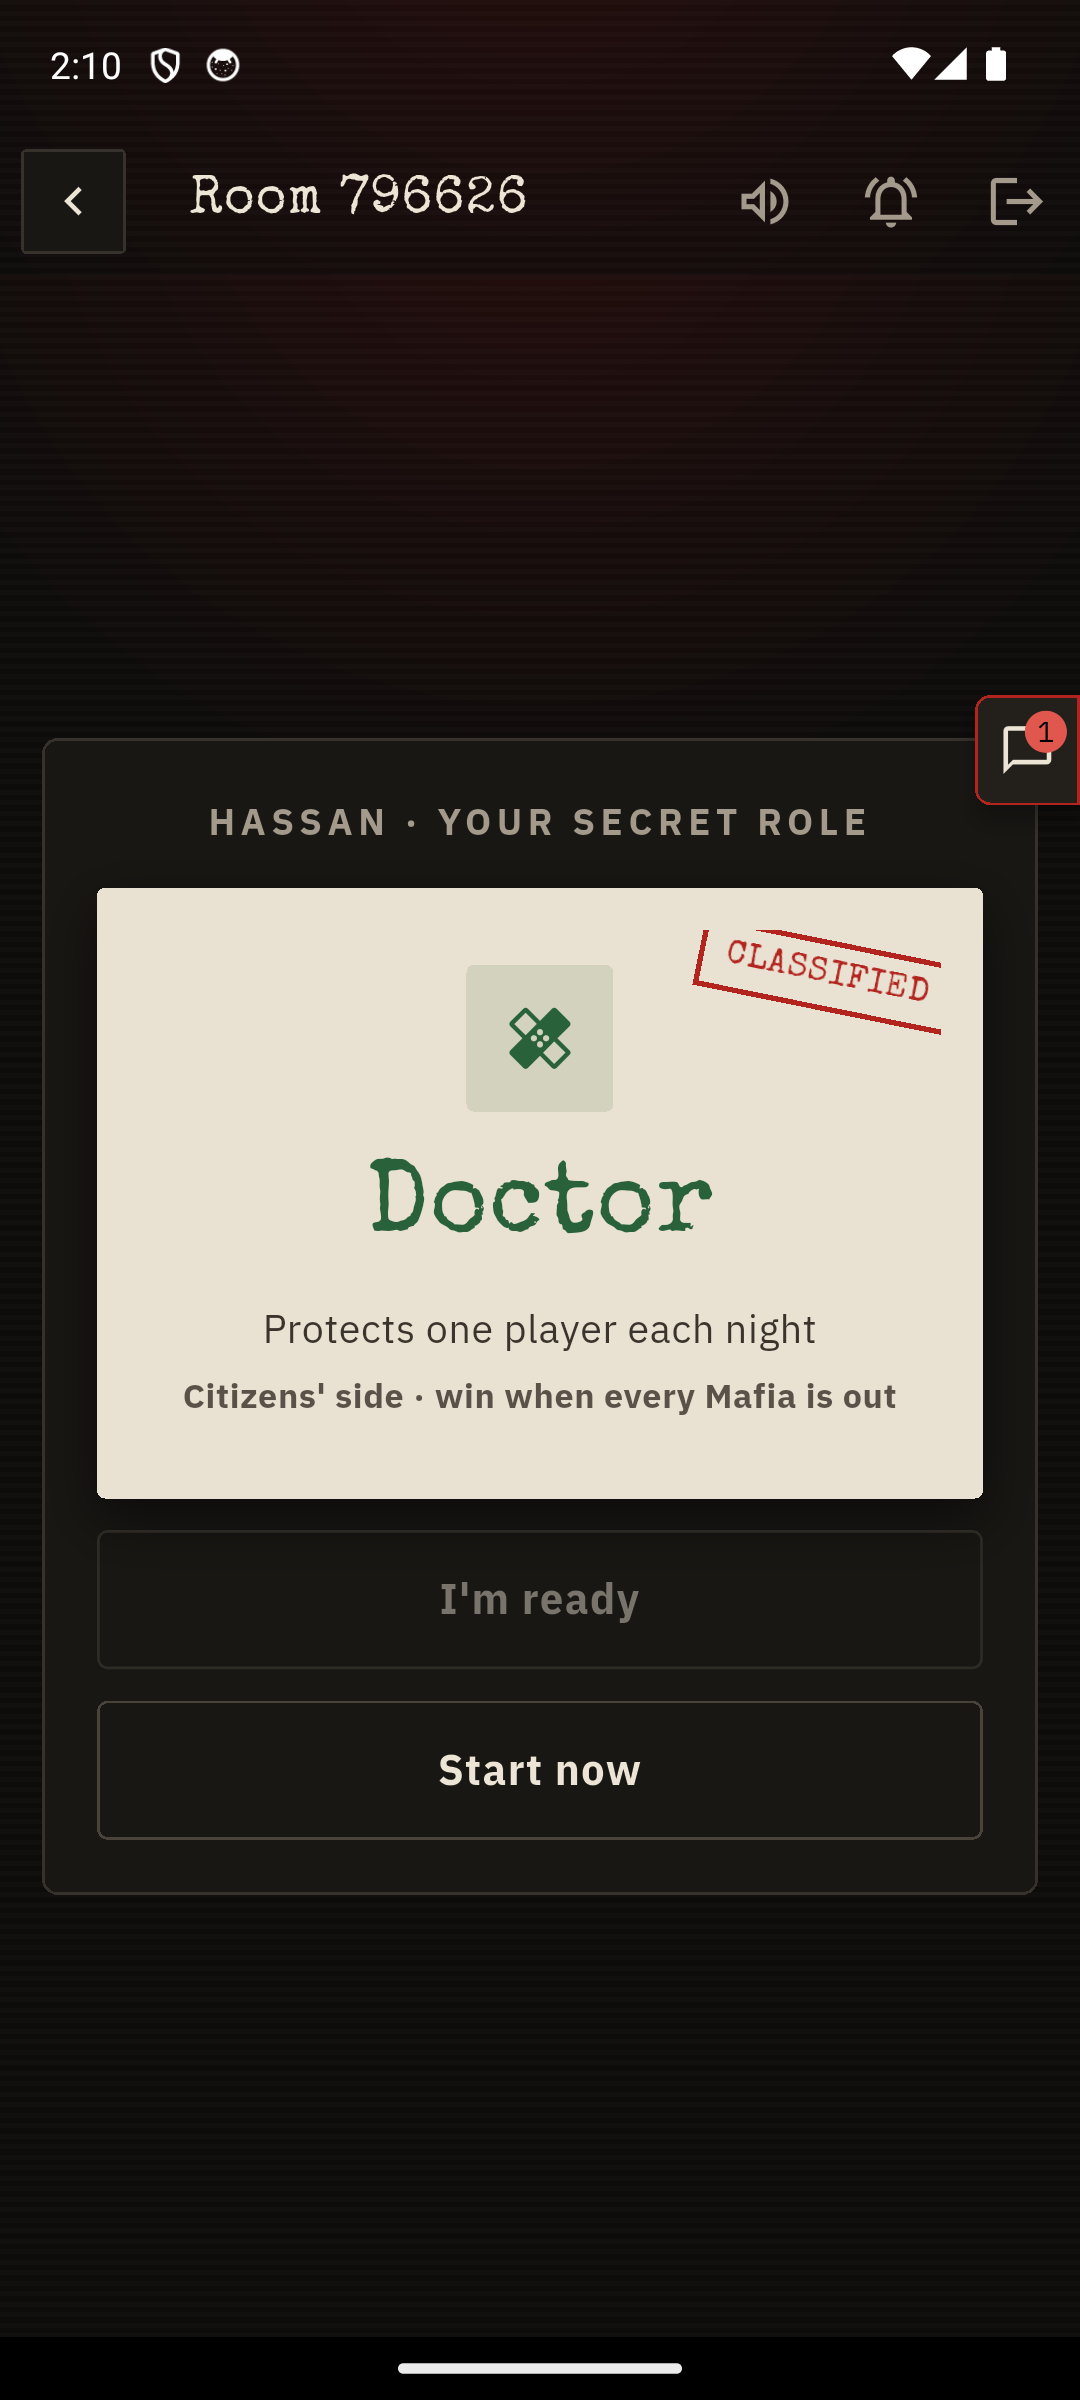 2:10
Room 796626
1
HASSAN · YOUR SECRET ROLE
CLASSIFIED
Doctor
Protects one player each night
Citizens' side · win when every Mafia is out
I'm ready
Start now